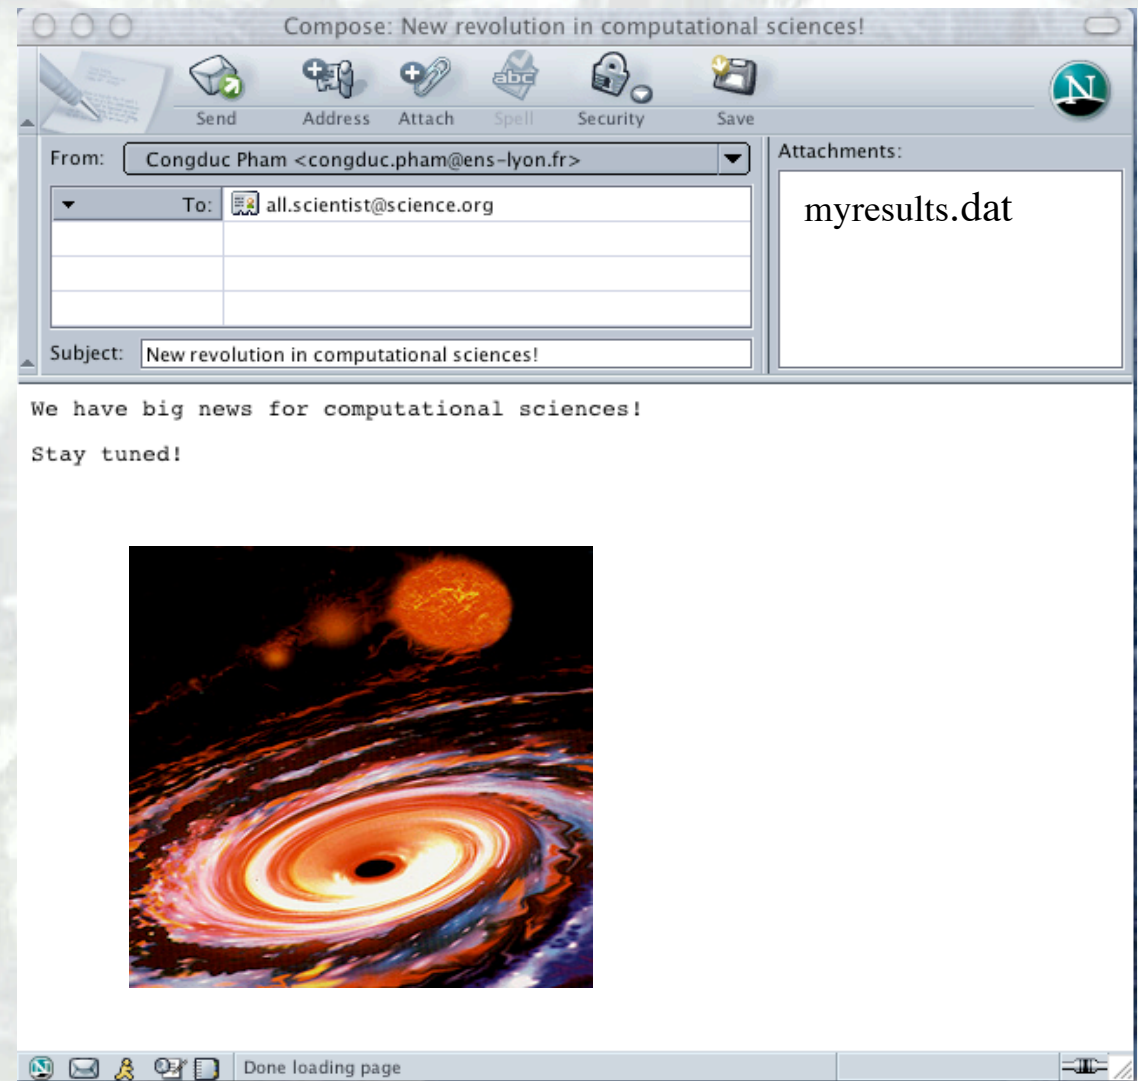 Compose: New revolution in computational sciences!
Send Address Attach Spell Security Save
abc
N
From: Congduc Pham <congduc.pham@ens-lyon.fr>
Attachments:
To: all.scientist@science.org
myresults.dat
Subject: New revolution in computational sciences!
We have big news for computational sciences!
Stay tuned!
Done loading page